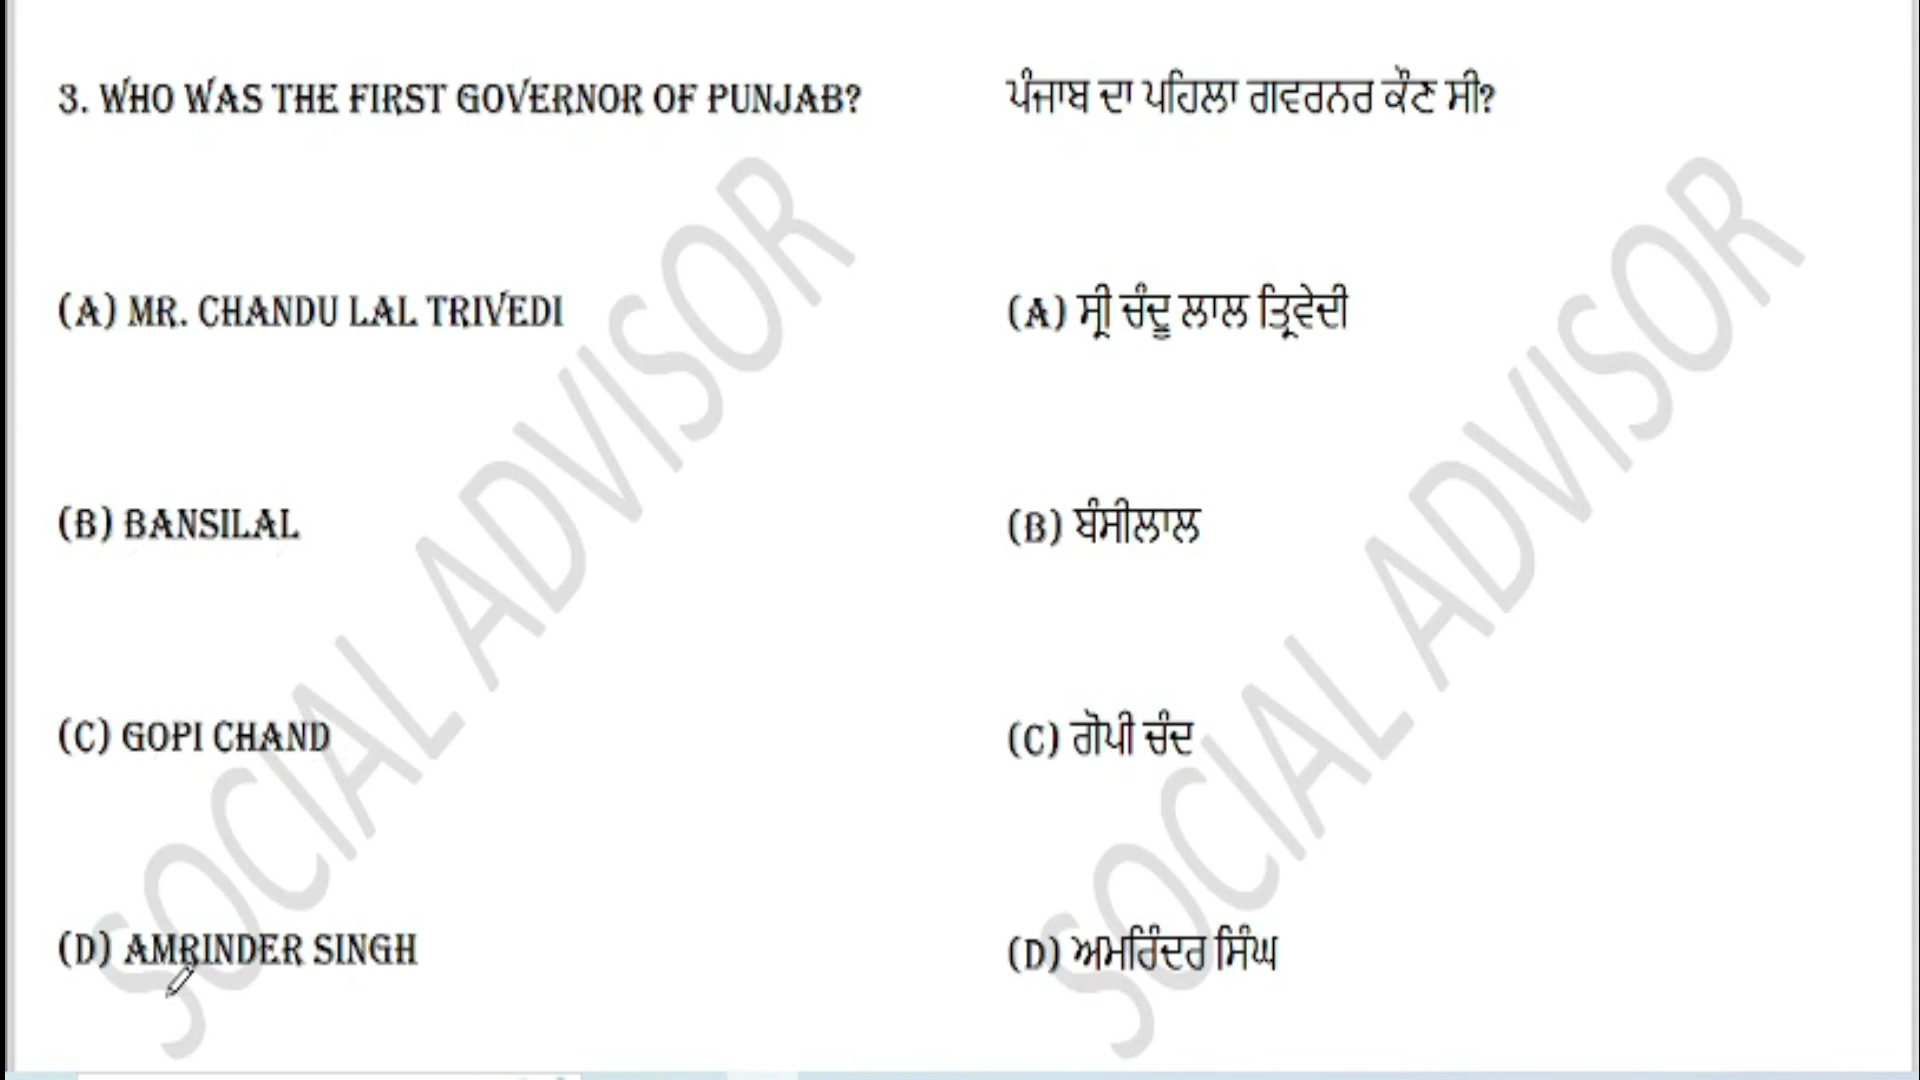 3. WHO WAS THE FIRST GOVERNOR OF PUNJAB?
ਪੰਜਾਬ ਦਾ ਪਹਿਲਾ ਗਵਰਨਰ ਕੌਣ ਸੀ?
(A) MR. CHANDU LAL TRIVEDI
(A) ਸ੍ਰੀ ਚੰਦੂ ਲਾਲ ਤ੍ਰਿਵੇਦੀ
(B) BANSILAL
(B) ਬੰਸੀਲਾਲ
(C) GOPI CHAND
(C) ਗੋਪੀ ਚੰਦ
(D) AMRINDER SINGH
(D) ਅਮਰਿੰਦਰ ਸਿੰਘ
SOCIAL ADVISOR
SOCIAL ADVISOR